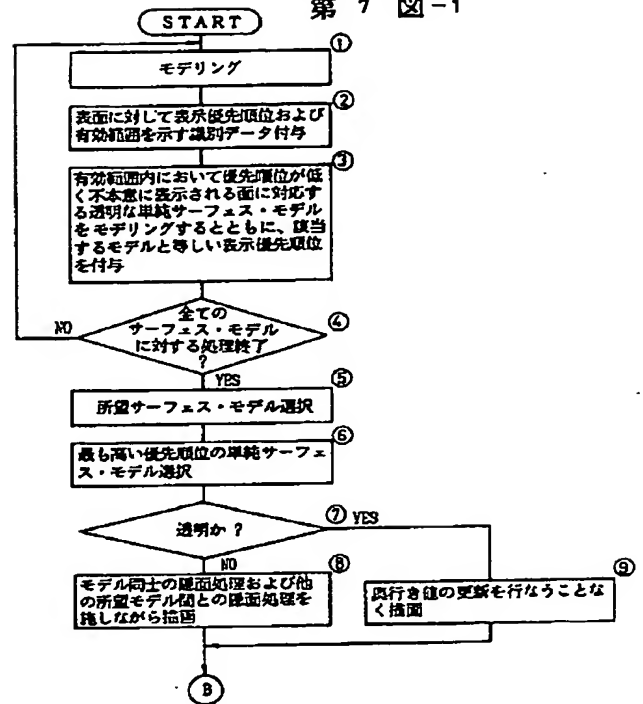 第 7 図-1
START
①
モデリング
②
表面に対して表示優先順位および
有効範囲を示す識別データ付与
③
有効範囲内において優先順位が低
く不本意に表示される面に対応す
る透明な単純サーフェス・モデル
をモデリングするとともに、該当
するモデルと等しい表示優先順位
を付与
④
全ての
サーフェス・モデル
に対する処理終了
?
NO
YES
⑤
所望サーフェス・モデル選択
⑥
最も高い優先順位の単純サーフェ
ス・モデル選択
⑦
透明か ?
YES
NO
⑧
モデル同士の隠面処理および他
の所望モデル間との隠面処理を
施しながら描画
⑨
奥行き値の更新を行なうことな
く描画
B